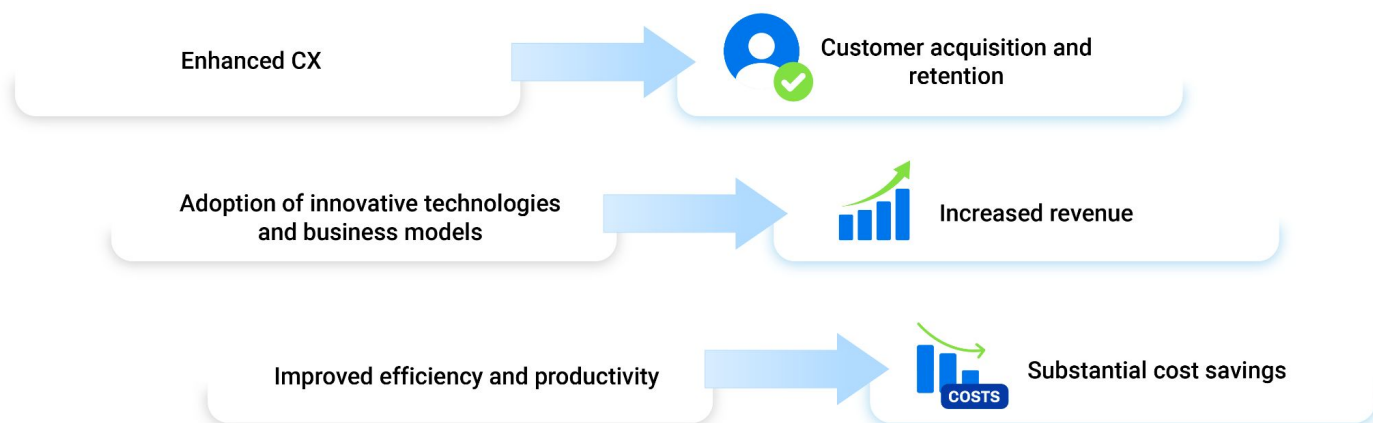 Enhanced CX
Customer acquisition and
retention
Adoption of innovative technologies
and business models
Increased revenue
Improved efficiency and productivity
COSTS
Substantial cost savings